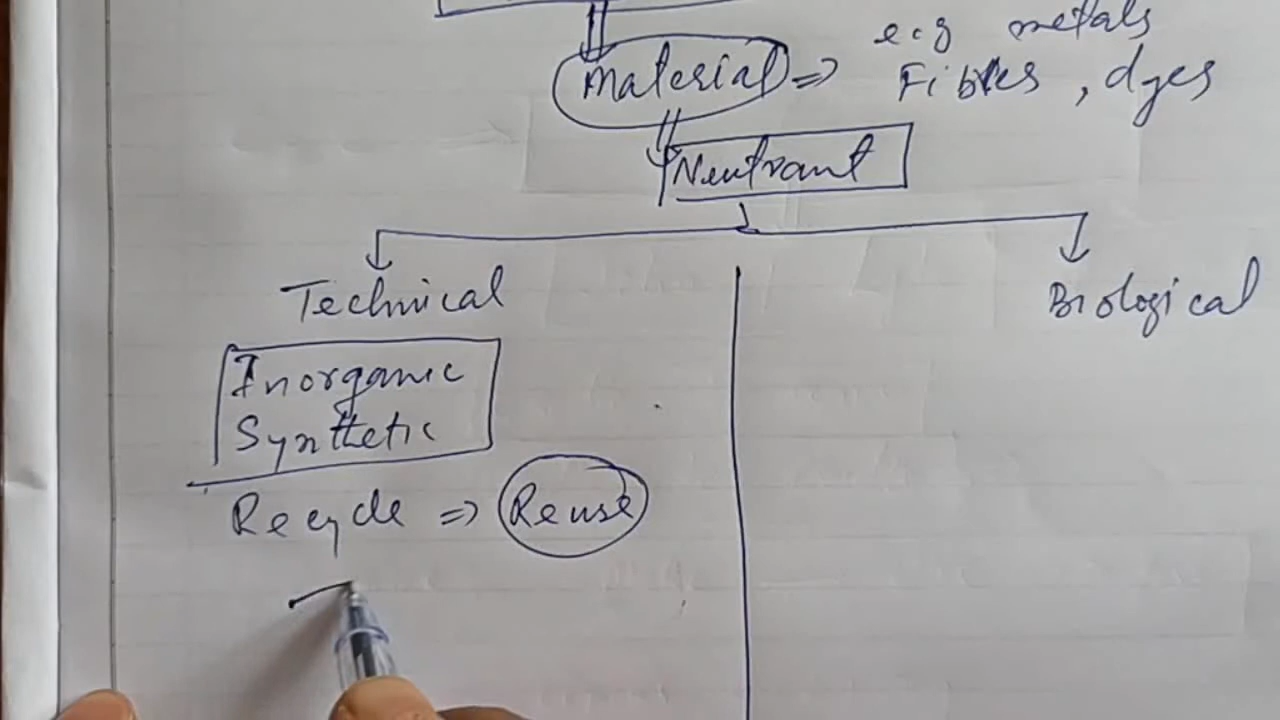 e.g metals
Material => Fibres, dyes
Neutrant
Technical
Biological
Inorganic
Synthetic
Recycle => Reuse